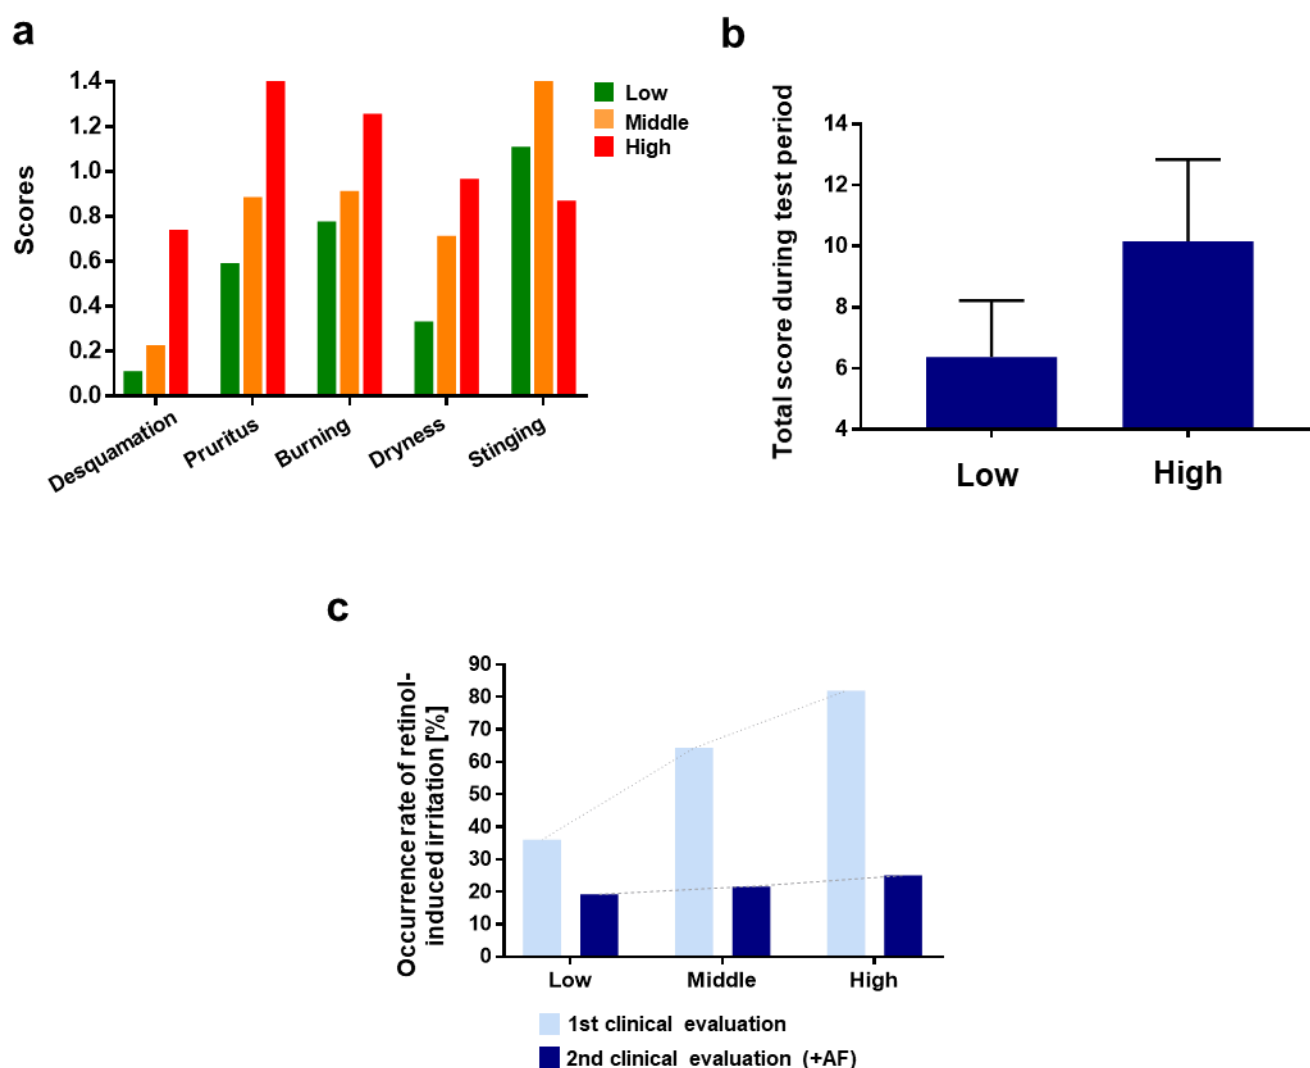 a
Scores
1.4
1.2
1.0
0.8
0.6
0.4
0.2
0.0
Desquamation
Pruritus
Burning
Dryness
Stinging
Low
Middle
High
b
Total score during test period
14
12
10
8
6
4
Low
High
c
Occurrence rate of retinol-
induced irritation [%]
90
80
70
60
50
40
30
20
10
0
Low
Middle
High
1st clinical evaluation
2nd clinical evaluation (+AF)